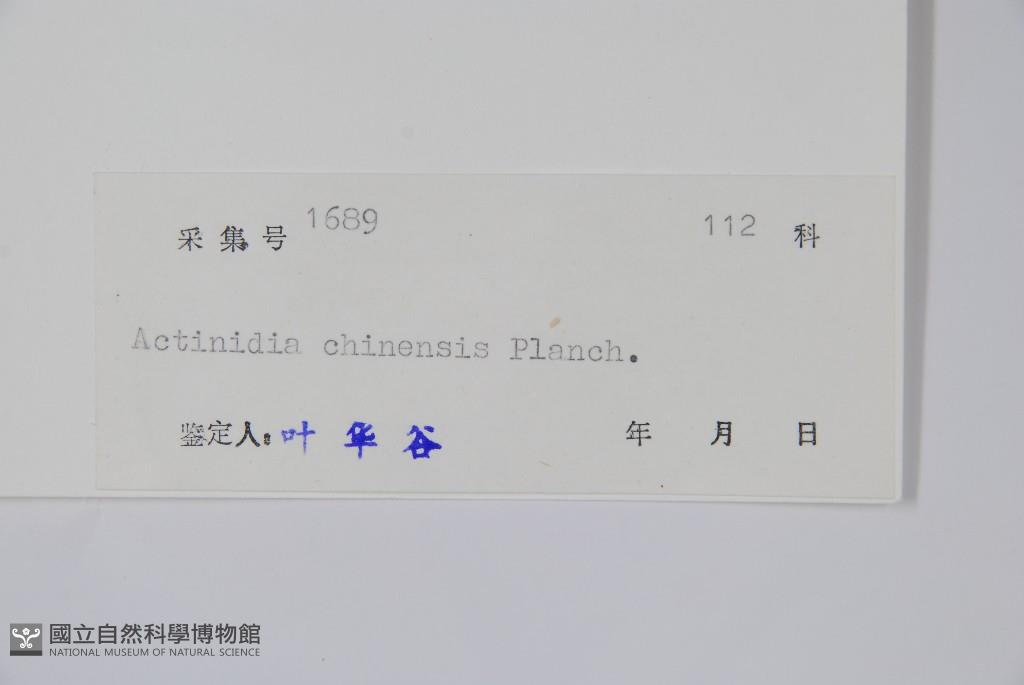 采集号 1689 112 科
Actinidia chinensis Planch.
鉴定人: 叶华谷 年 月 日
國立自然科學博物館
NATIONAL MUSEUM OF NATURAL SCIENCE